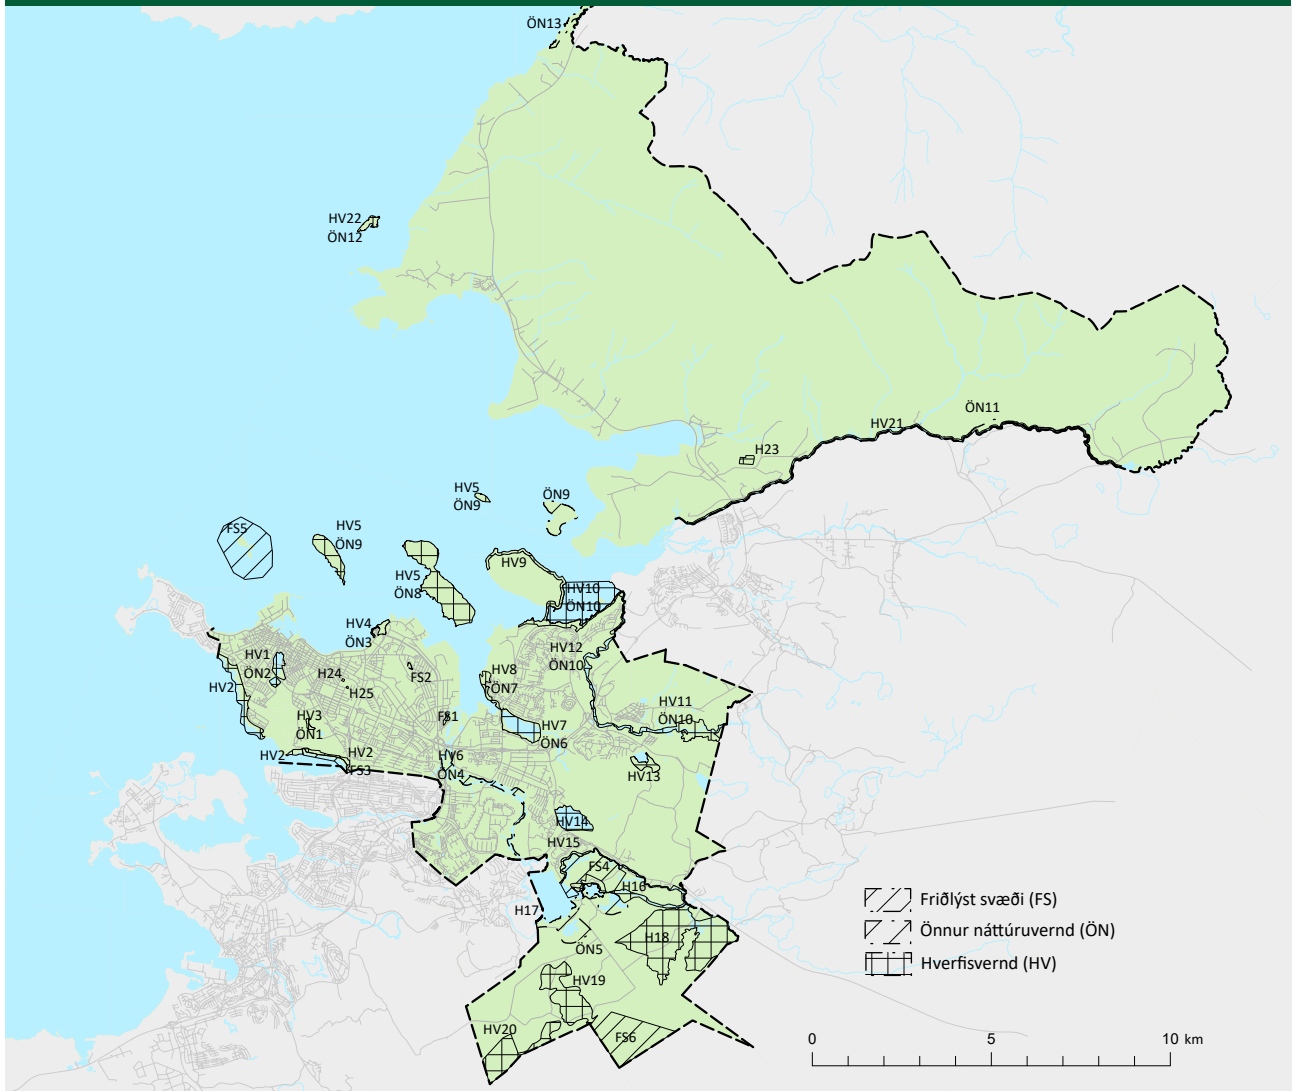 ÖN13
HV22
ÖN12
ÖN11
HV21
H23
HV5
ÖN9
ÖN9
FS5
HV5
ÖN9
HV5
ÖN8
HV9
HV10
ÖN10
HV4
ÖN3
HV12
ÖN10
HV1
ÖN2
H24
FS2
HV8
ÖN7
HV2
H25
HV11
ÖN10
HV3
ÖN1
FS1
HV7
ÖN6
HV2
HV2
FS3
HV6
ÖN4
HV13
HV14
HV15
FS4
H16
H17
H18
ÖN5
HV19
HV20
FS6
Friðlýst svæði (FS)
Önnur náttúruvernd (ÖN)
Hverfisvernd (HV)
0 5 10 km